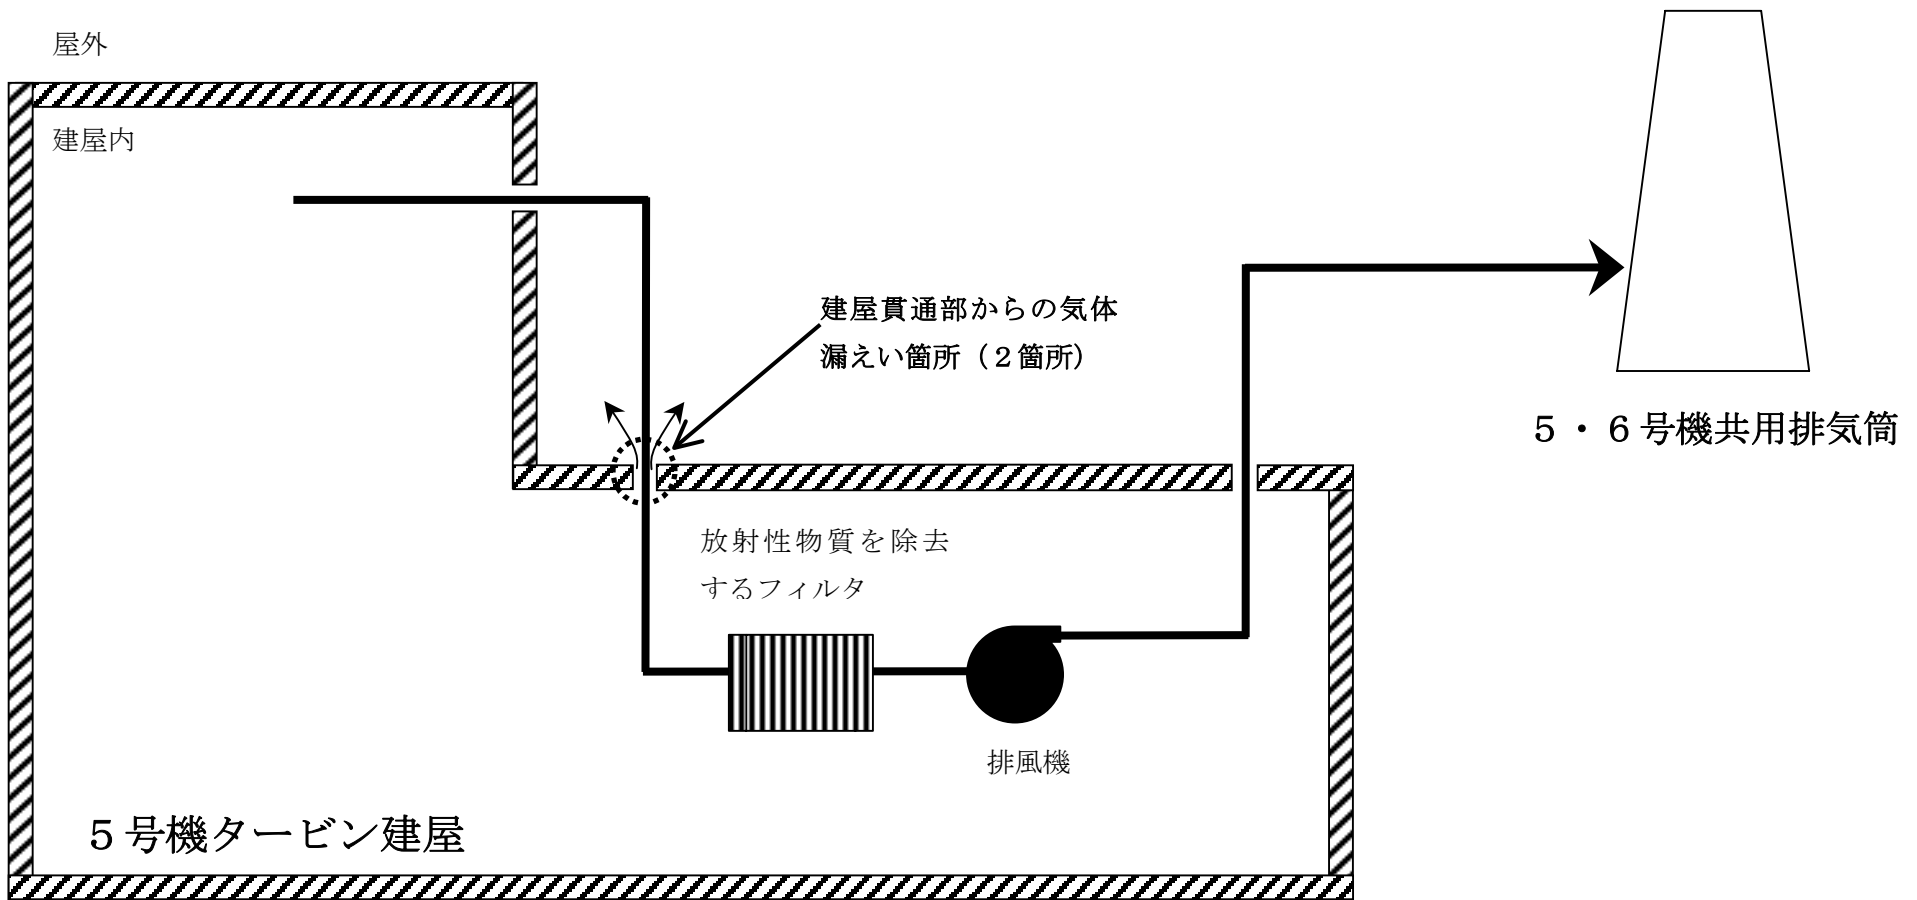 屋外
建屋内
建屋貫通部からの気体
漏えい箇所（２箇所）
５・６号機共用排気筒
放射性物質を除去
するフィルタ
排風機
５号機タービン建屋